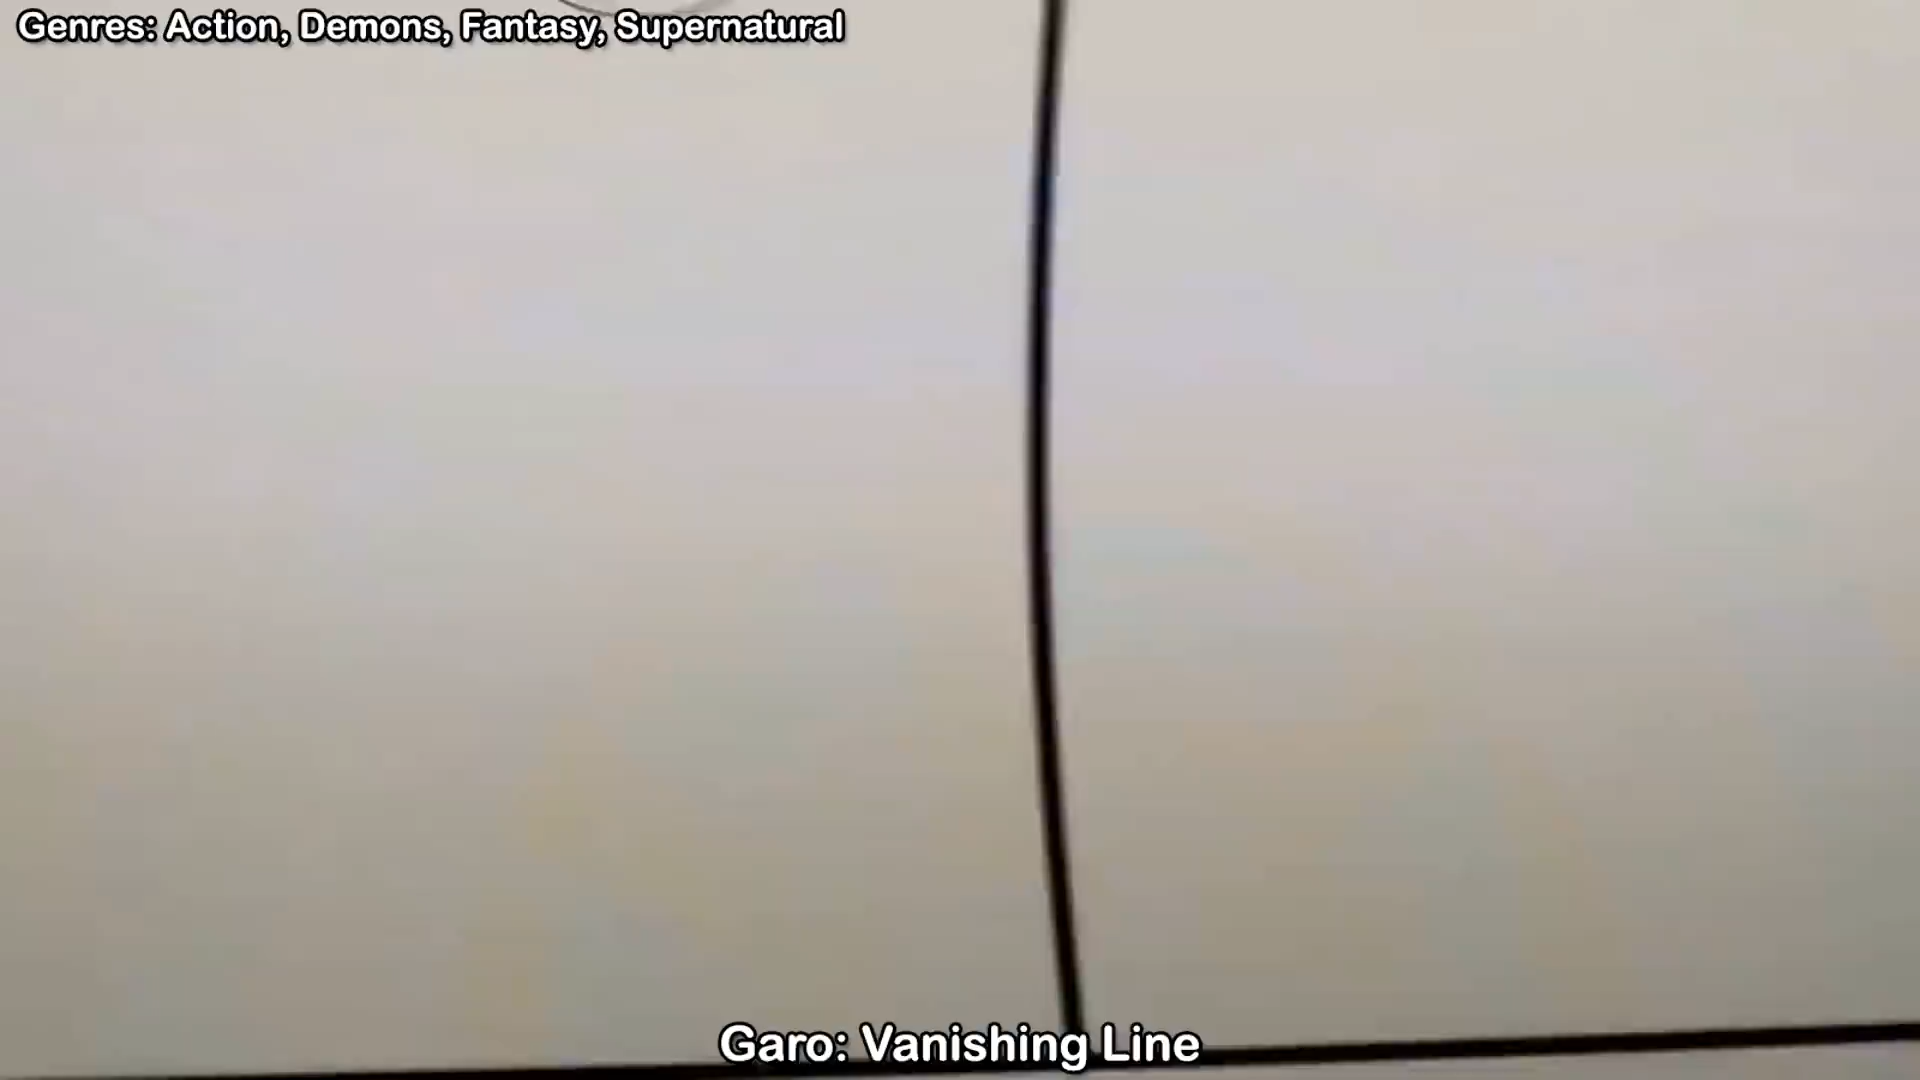 Genres: Action, Demons, Fantasy, Supernatural
Garo: Vanishing Line